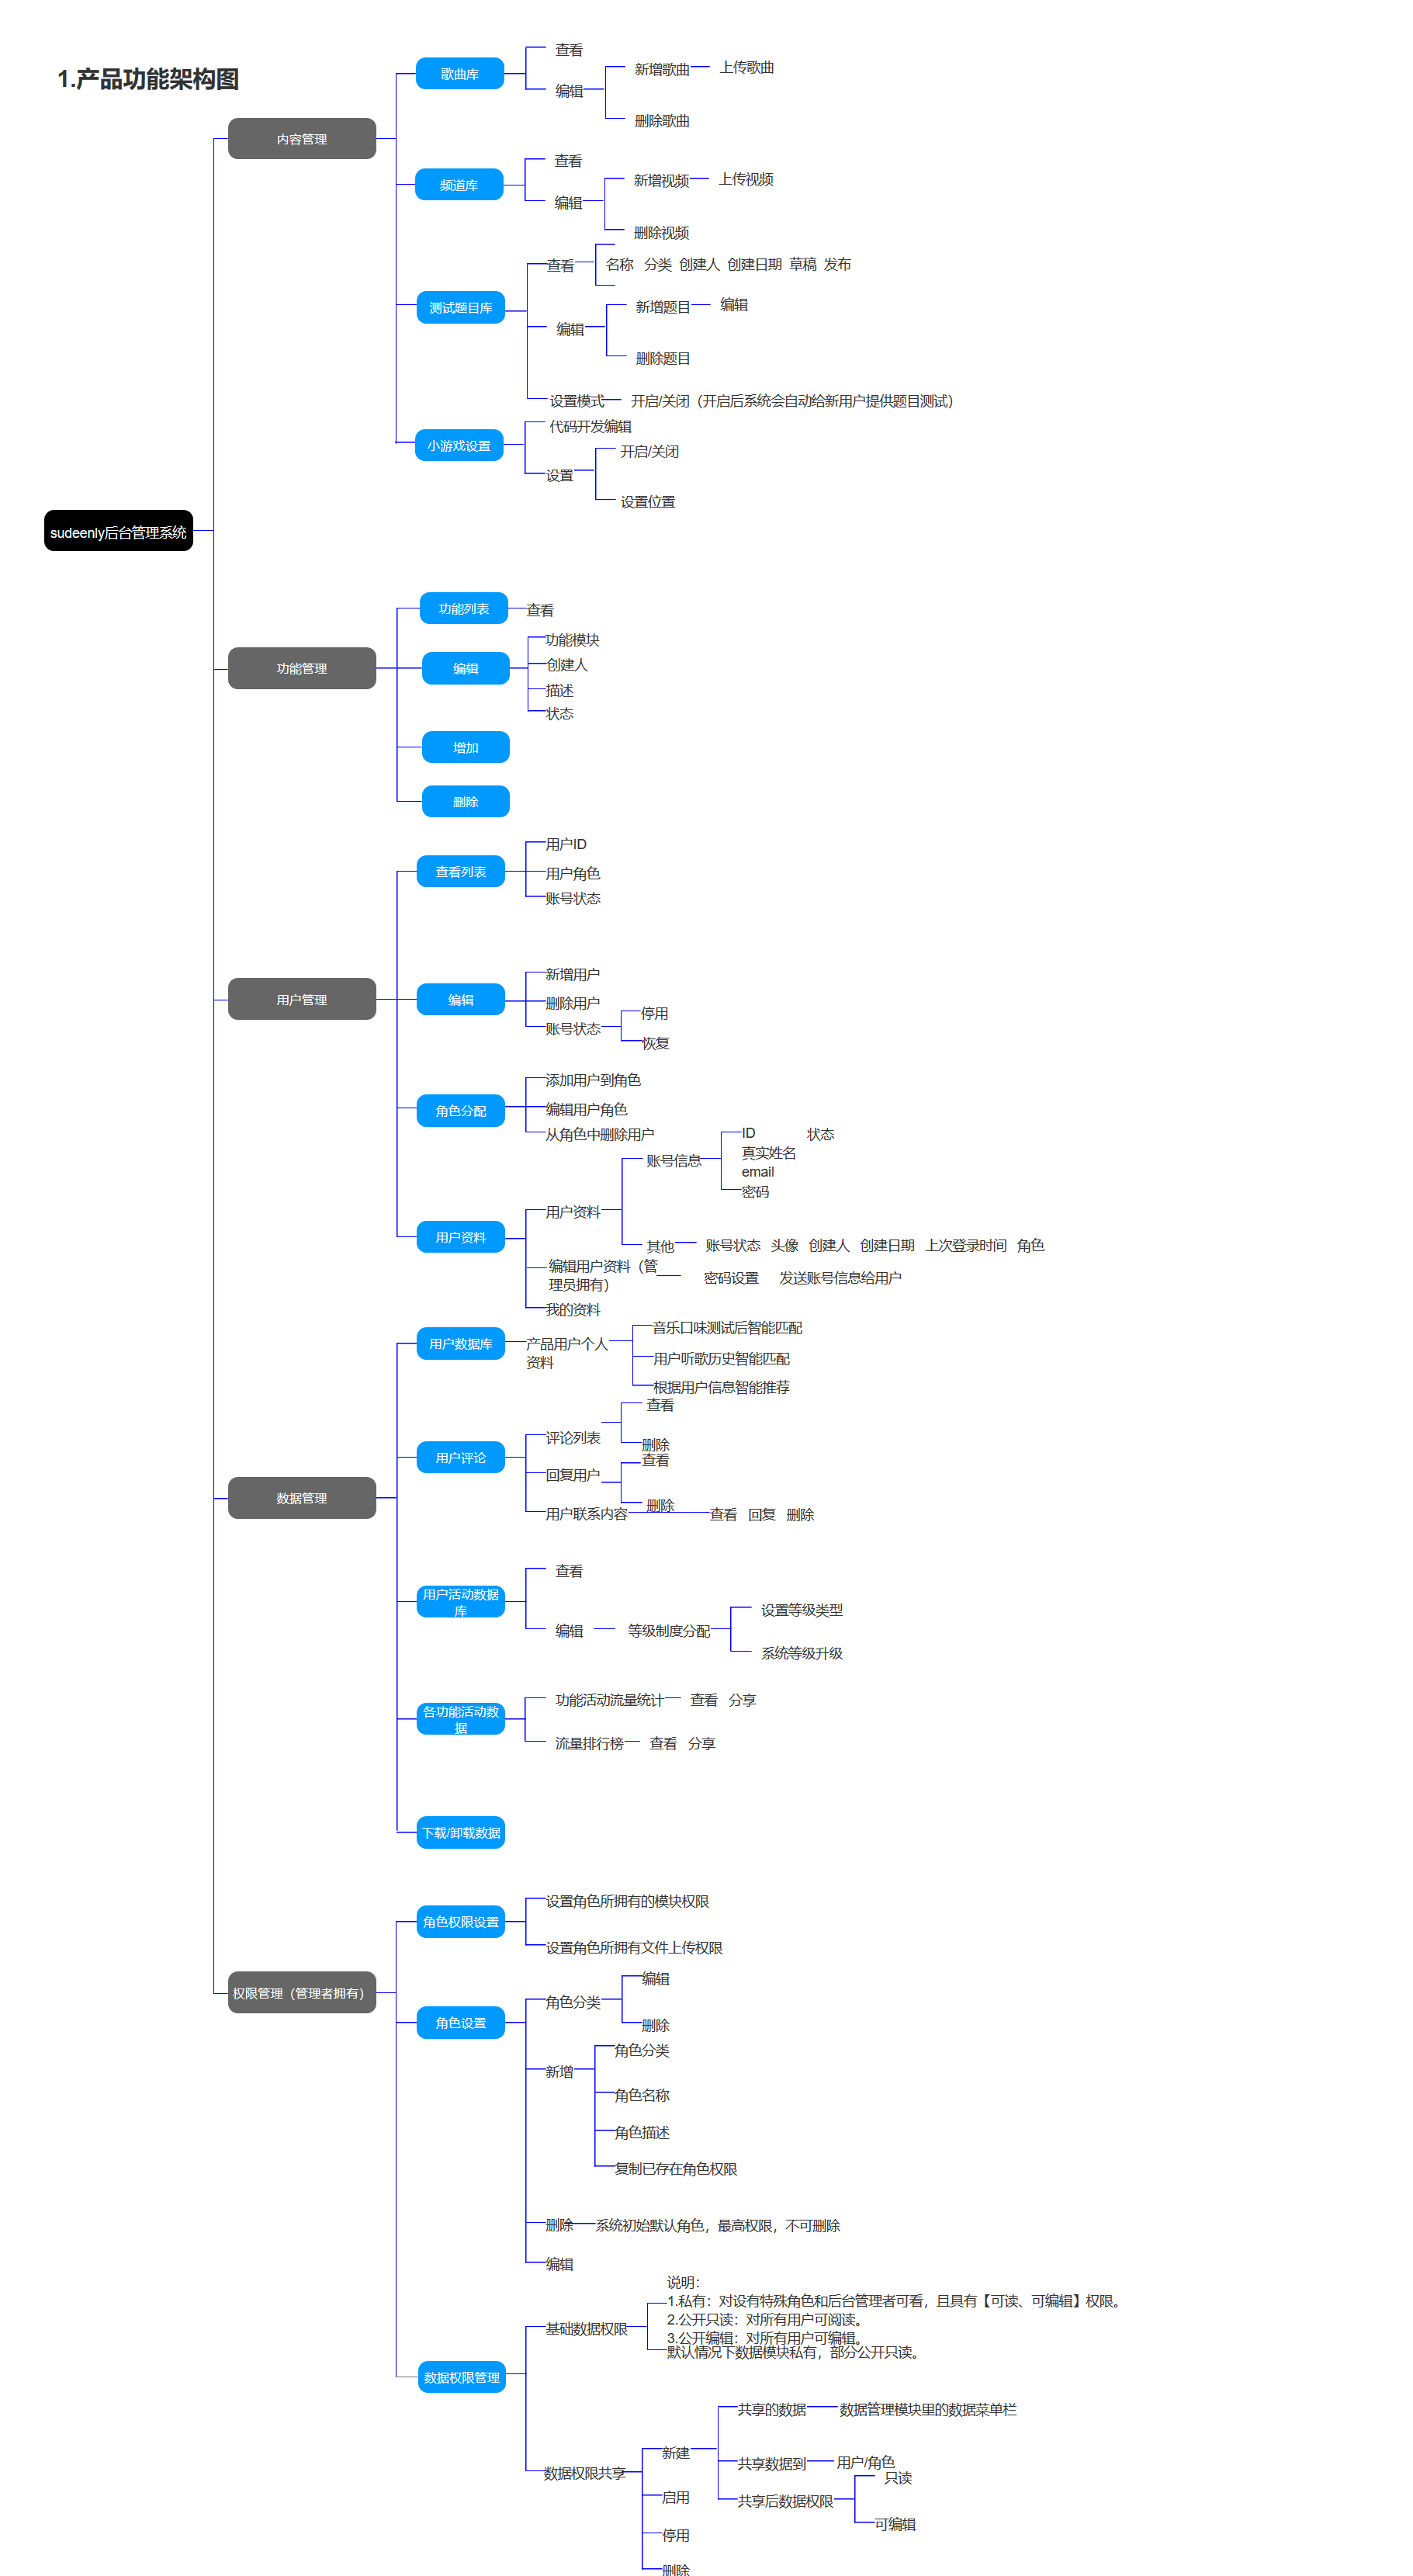 1.产品功能架构图
sudeenly后台管理系统
内容管理
歌曲库
查看
编辑
新增歌曲
上传歌曲
删除歌曲
频道库
查看
编辑
新增视频
上传视频
删除视频
测试题目库
查看
名称 分类 创建人 创建日期 草稿 发布
编辑
新增题目
编辑
删除题目
设置模式
开启/关闭（开启后系统会自动给新用户提供题目测试）
小游戏设置
代码开发编辑
设置
开启/关闭
设置位置
功能管理
功能列表
查看
编辑
功能模块
创建人
描述
状态
增加
删除
用户管理
查看列表
用户ID
用户角色
账号状态
编辑
新增用户
删除用户
账号状态
停用
恢复
角色分配
添加用户到角色
编辑用户角色
从角色中删除用户
用户资料
用户资料
账号信息
ID 状态
真实姓名
email
密码
其他
账号状态 头像 创建人 创建日期 上次登录时间 角色
编辑用户资料（管
理员拥有）
密码设置 发送账号信息给用户
我的资料
数据管理
用户数据库
产品用户个人
资料
音乐口味测试后智能匹配
用户听歌历史智能匹配
根据用户信息智能推荐
用户评论
评论列表
查看
删除
回复用户
查看
删除
用户联系内容
查看 回复 删除
用户活动数据
库
查看
编辑
等级制度分配
设置等级类型
系统等级升级
各功能活动数
据
功能活动流量统计
查看 分享
流量排行榜
查看 分享
下载/卸载数据
权限管理（管理者拥有）
角色权限设置
设置角色所拥有的模块权限
设置角色所拥有文件上传权限
角色设置
角色分类
编辑
删除
新增
角色分类
角色名称
角色描述
复制已存在角色权限
删除
系统初始默认角色，最高权限，不可删除
编辑
数据权限管理
基础数据权限
说明：
1.私有：对设有特殊角色和后台管理者可看，且具有【可读、可编辑】权限。
2.公开只读：对所有用户可阅读。
3.公开编辑：对所有用户可编辑。
默认情况下数据模块私有，部分公开只读。
数据权限共享
新建
共享的数据
数据管理模块里的数据菜单栏
共享数据到
用户/角色
共享后数据权限
只读
可编辑
启用
停用
删除